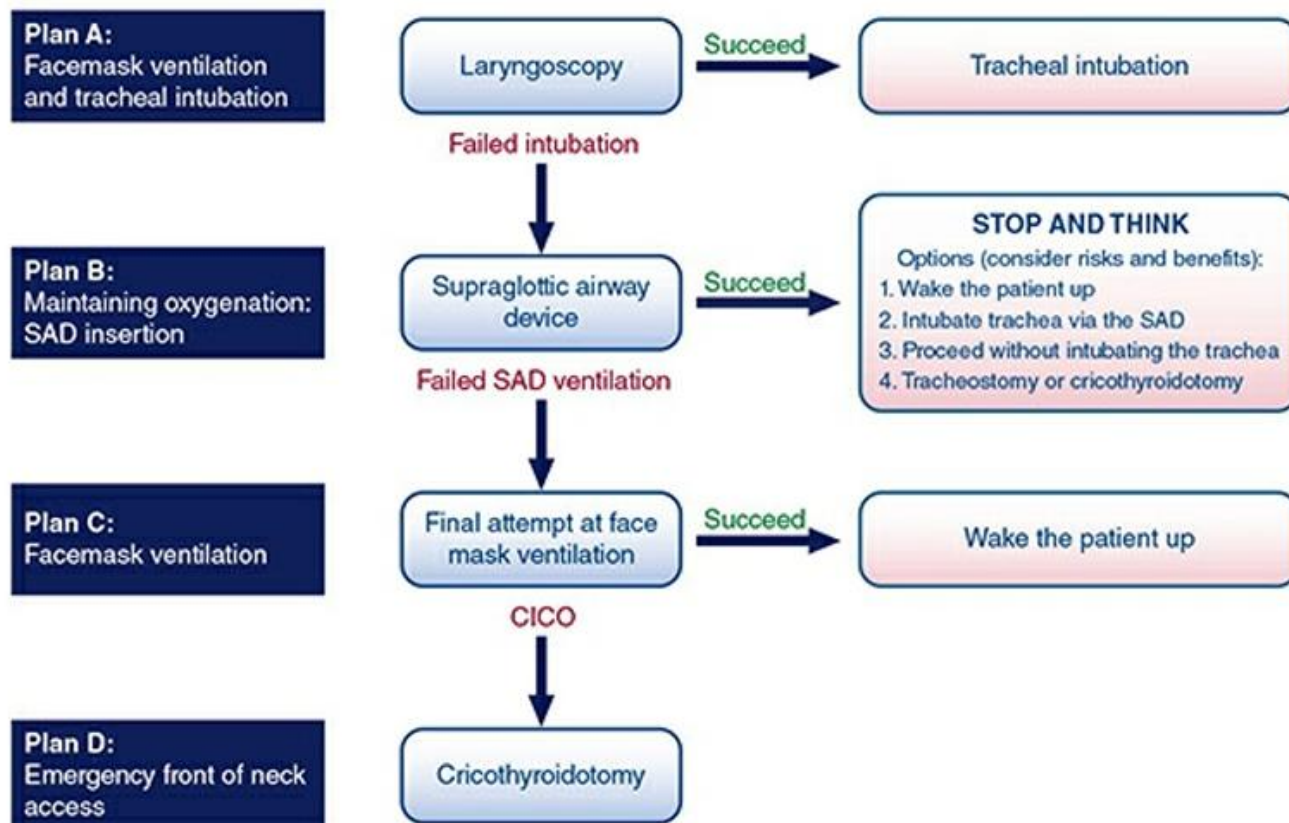 Plan A:
Facemask ventilation
and tracheal intubation
Laryngoscopy
Succeed
Tracheal intubation
Failed intubation
Plan B:
Maintaining oxygenation:
SAD insertion
Supraglottic airway
device
Succeed
STOP AND THINK
Options (consider risks and benefits):
1. Wake the patient up
2. Intubate trachea via the SAD
3. Proceed without intubating the trachea
4. Tracheostomy or cricothyroidotomy
Failed SAD ventilation
Plan C:
Facemask ventilation
Final attempt at face
mask ventilation
Succeed
Wake the patient up
CICO
Plan D:
Emergency front of neck
access
Cricothyroidotomy